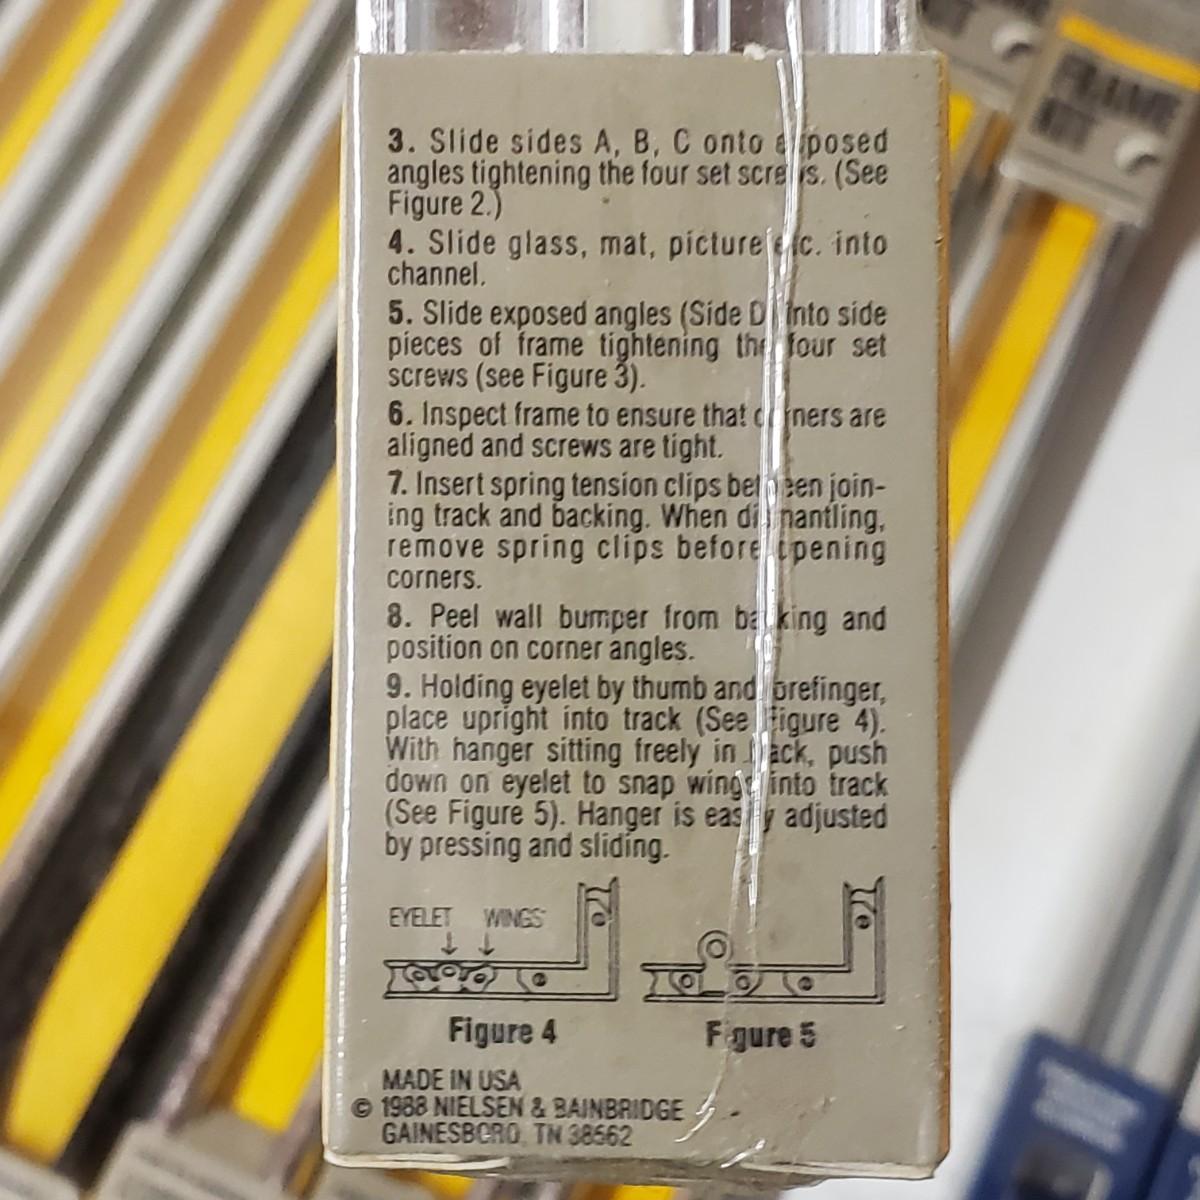 3. Slide sides A, B, C onto exposed
angles tightening the four set screws. (See
Figure 2.)
4. Slide glass, mat, picture etc. into
channel.
5. Slide exposed angles (Side D) into side
pieces of frame tightening the four set
screws (see Figure 3).
6. Inspect frame to ensure that corners are
aligned and screws are tight.
7. Insert spring tension clips between join-
ing track and backing. When dismantling,
remove spring clips before opening
corners.
8. Peel wall bumper from backing and
position on corner angles.
9. Holding eyelet by thumb and forefinger,
place upright into track (See Figure 4).
With hanger sitting freely in track, push
down on eyelet to snap wings into track
(See Figure 5). Hanger is easily adjusted
by pressing and sliding.
EYELET WINGS
Figure 4 Figure 5
MADE IN USA
© 1988 NIELSEN & BAINBRIDGE
GAINESBORO, TN 38562
FRAME
KIT